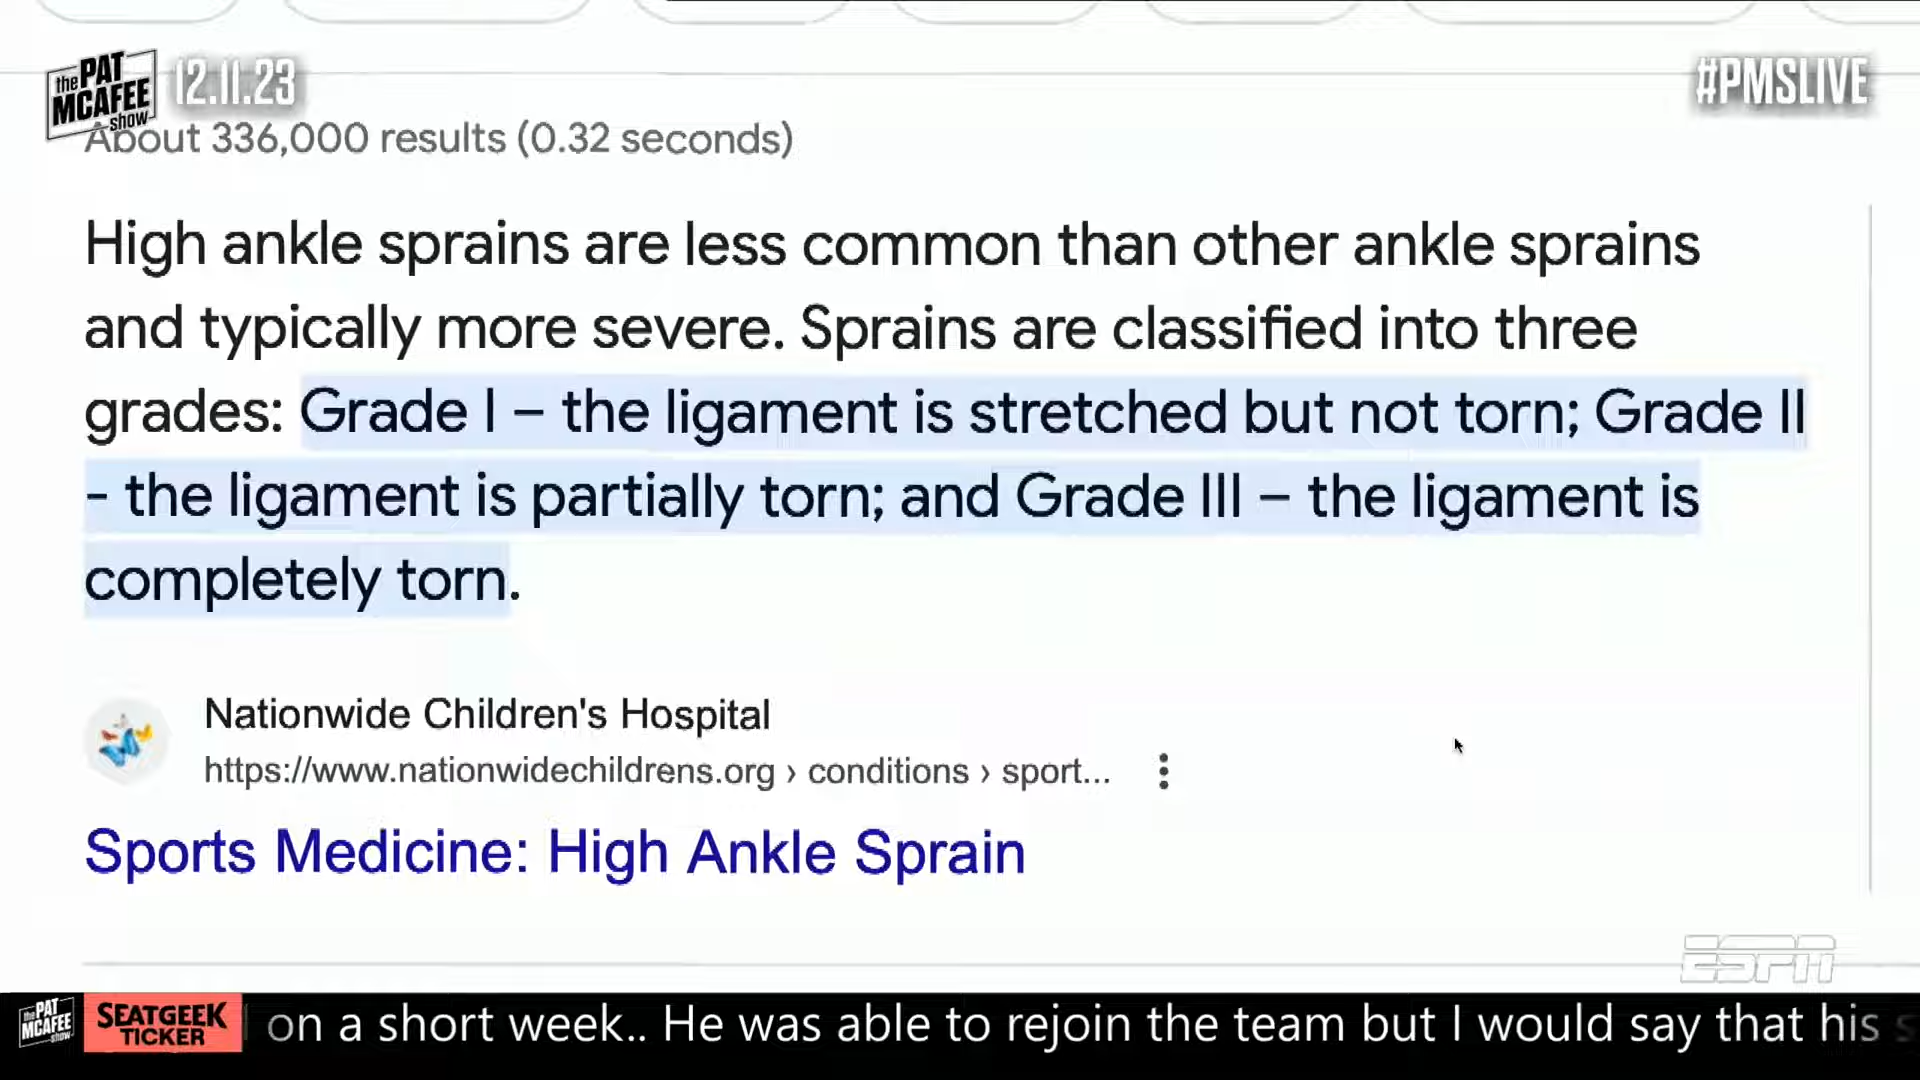 the PAT MCAFEE show
12.11.23
#PMSLIVE
About 336,000 results (0.32 seconds)
High ankle sprains are less common than other ankle sprains
and typically more severe. Sprains are classified into three
grades: Grade I – the ligament is stretched but not torn; Grade II
- the ligament is partially torn; and Grade III – the ligament is
completely torn.
Nationwide Children's Hospital
https://www.nationwidechildrens.org › conditions › sport...
Sports Medicine: High Ankle Sprain
ESPN
the PAT MCAFEE show
SEATGEEK
TICKER
on a short week.. He was able to rejoin the team but I would say that his